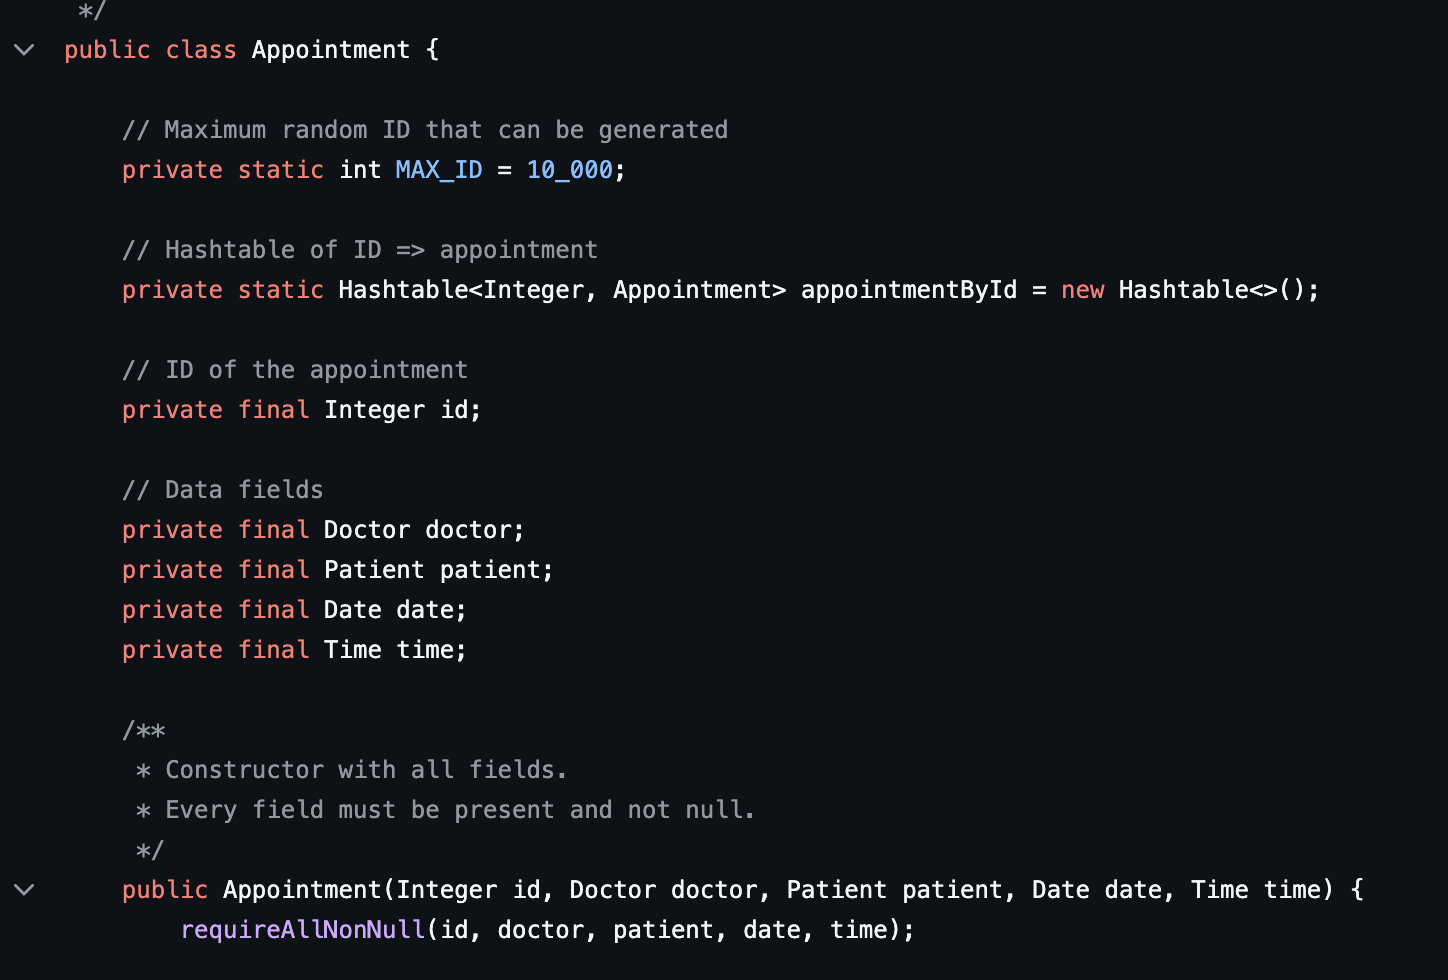 */
public class Appointment {
// Maximum random ID that can be generated
private static int MAX_ID = 10_000;
// Hashtable of ID => appointment
private static Hashtable<Integer, Appointment> appointmentById = new Hashtable<>();
// ID of the appointment
private final Integer id;
// Data fields
private final Doctor doctor;
private final Patient patient;
private final Date date;
private final Time time;
/**
* Constructor with all fields.
* Every field must be present and not null.
*/
public Appointment(Integer id, Doctor doctor, Patient patient, Date date, Time time) {
requireAllNonNull(id, doctor, patient, date, time);